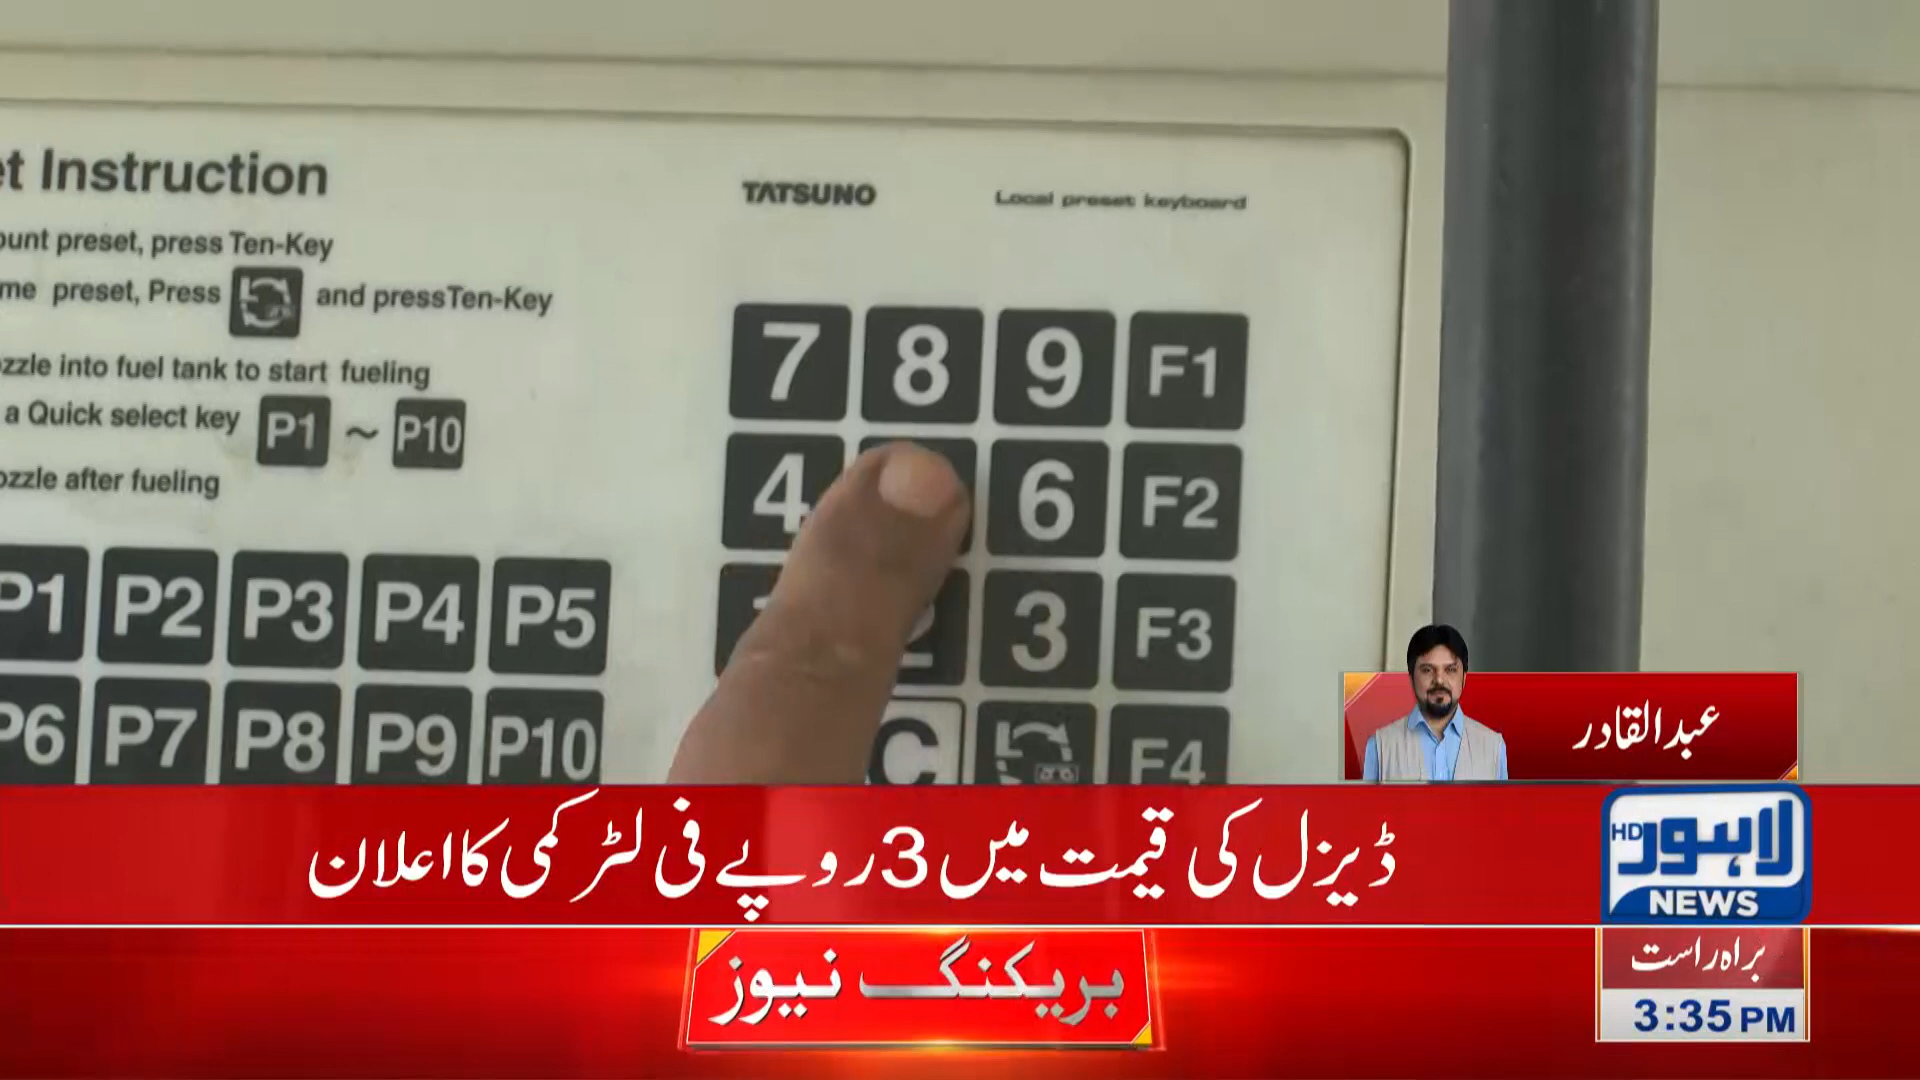 et Instruction
ount preset, press Ten-Key
me preset, Press and pressTen-Key
ozzle into fuel tank to start fueling
a Quick select key P1 ~ P10
ozzle after fueling
P1 P2 P3 P4 P5
P6 P7 P8 P9 P10
TATSUNO Local preset keyboard
7 8 9 F1
4 6 F2
2 3 F3
C F4
عبدالقادر
ڈیزل کی قیمت میں 3 روپے فی لٹر کمی کا اعلان
لاہور HD
NEWS
بریکنگ نیوز
براہ راست
3:35 PM